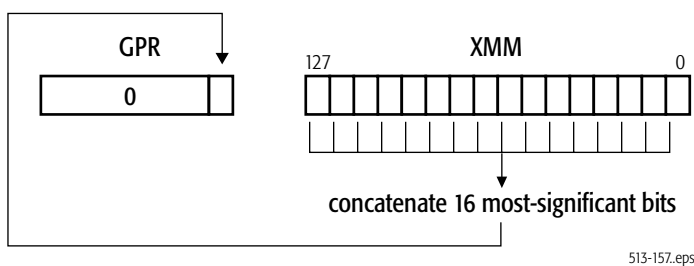 GPR
XMM
127
0
0
concatenate 16 most-significant bits
513-157..eps